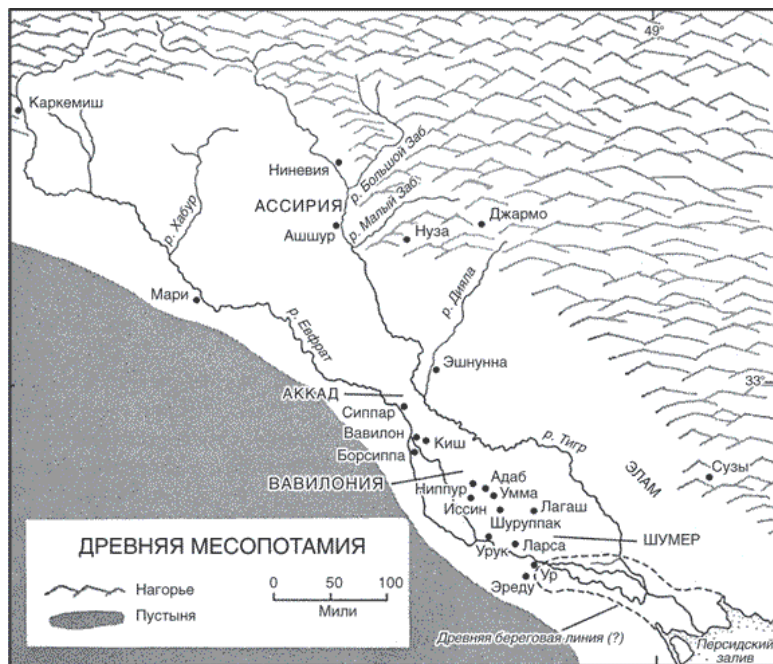 49°
Каркемиш
Ниневия
р. Большой Заб
АССИРИЯ
р. Малый Заб
р. Хабур
Ашшур
Нуза
Джармо
Мари
р. Дияла
р. Евфрат
Эшнунна
33°
АККАД
Сиппар
Вавилон
Киш
р. Тигр
Борсиппа
ЭЛАМ
Сузы
ВАВИЛОНИЯ
Ниппур
Адаб
Умма
Иссин
Лагаш
Шуруппак
ШУМЕР
Урук
Ларса
Ур
Эреду
ДРЕВНЯЯ МЕСОПОТАМИЯ
Нагорье
Пустыня
0 50 100
Мили
Древняя береговая линия (?)
Персидский
залив